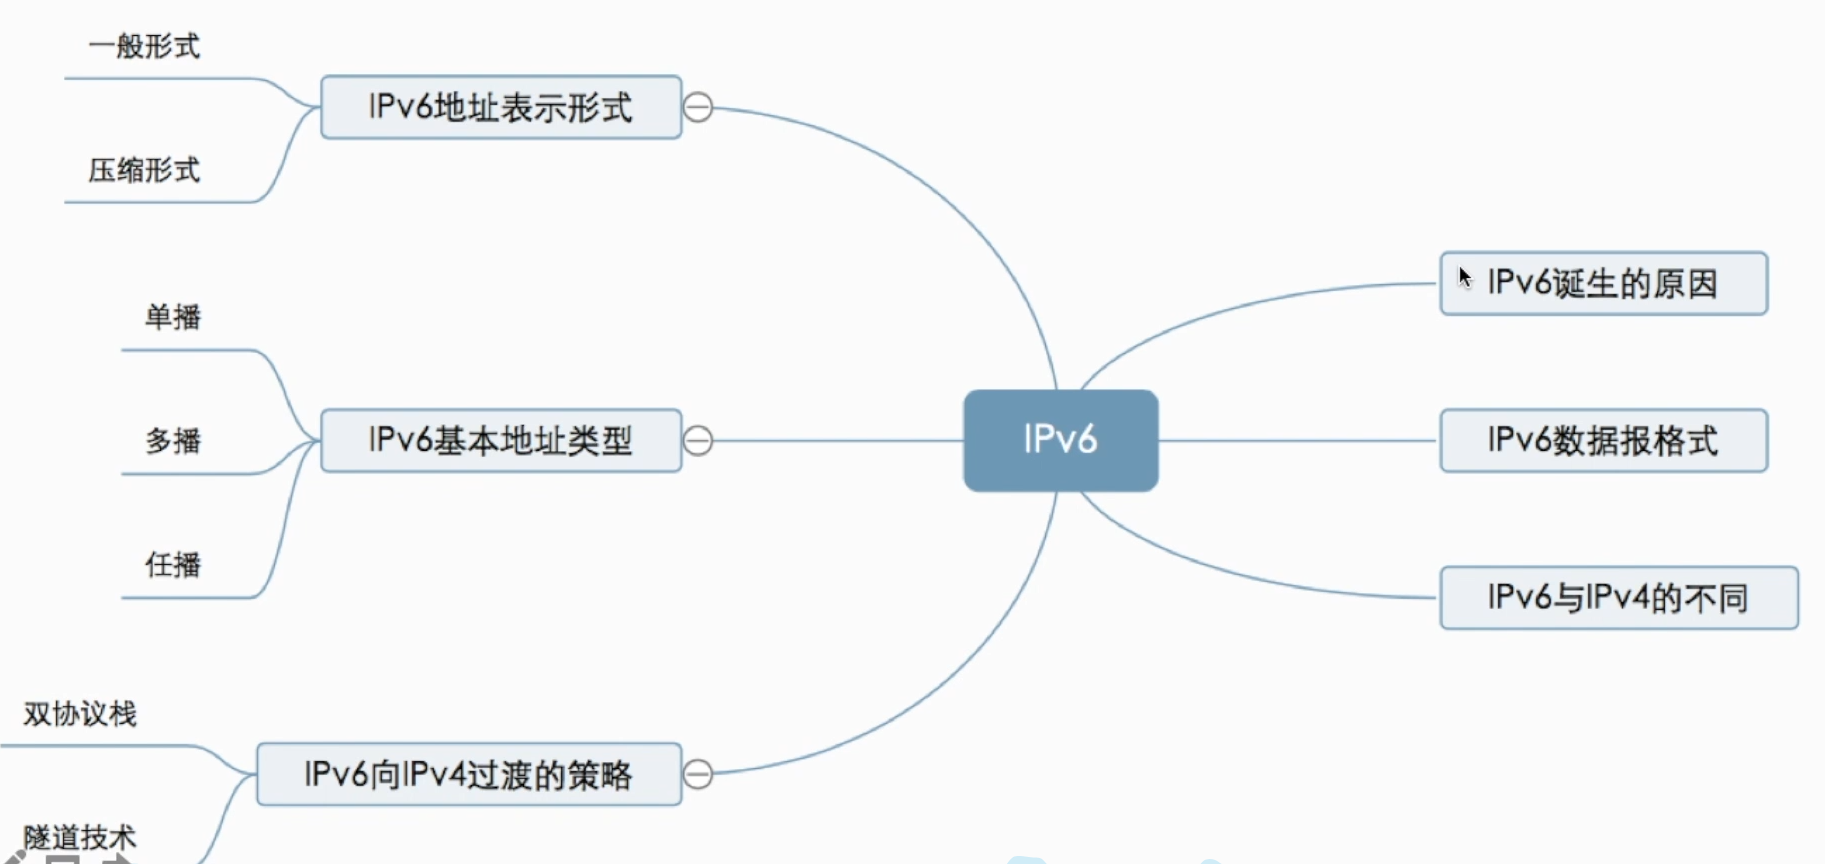 一般形式
IPv6地址表示形式
压缩形式
单播
多播
IPv6基本地址类型
任播
双协议栈
IPv6向IPv4过渡的策略
隧道技术
IPv6
IPv6诞生的原因
IPv6数据报格式
IPv6与IPv4的不同